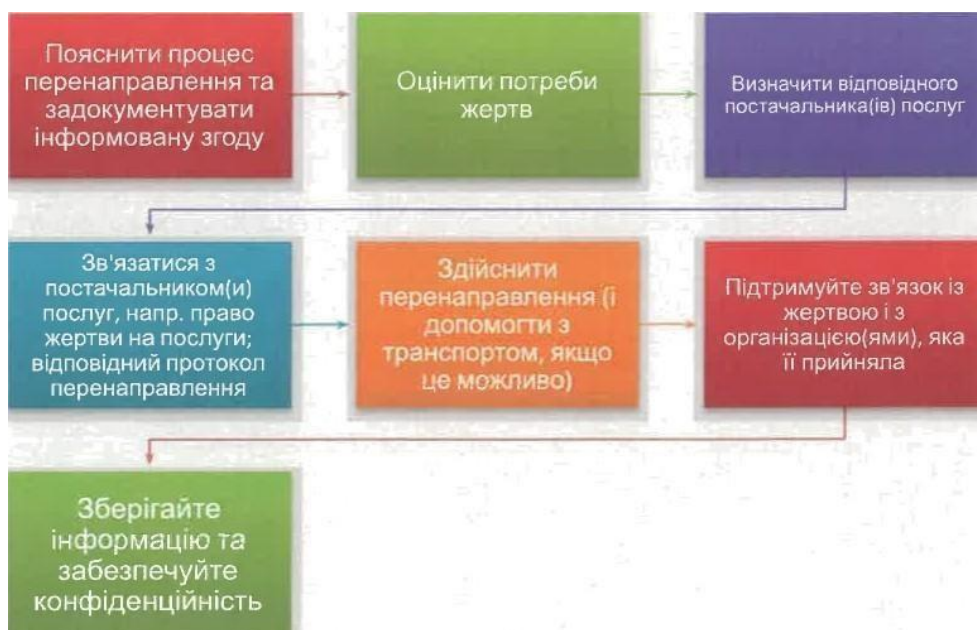 Пояснити процес
перенаправлення та
задокументувати
інформовану згоду
Оцінити потреби
жертв
Визначити відповідного
постачальника(ів) послуг
Зв'язатися з
постачальником(и)
послуг, напр. право
жертви на послуги;
відповідний протокол
перенаправлення
Здійснити
перенаправлення (і
допомогти з
транспортом, якщо
це можливо)
Підтримуйте зв'язок із
жертвою і з
організацією(ями), яка
її прийняла
Зберігайте
інформацію та
забезпечуйте
конфіденційність